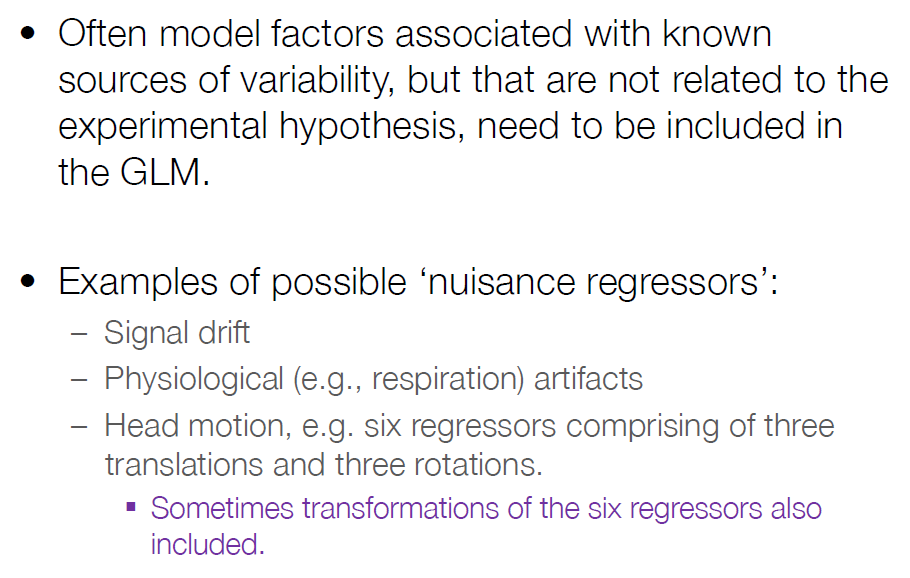 • Often model factors associated with known
sources of variability, but that are not related to the
experimental hypothesis, need to be included in
the GLM.
• Examples of possible ‘nuisance regressors’:
– Signal drift
– Physiological (e.g., respiration) artifacts
– Head motion, e.g. six regressors comprising of three
translations and three rotations.
▪ Sometimes transformations of the six regressors also
included.